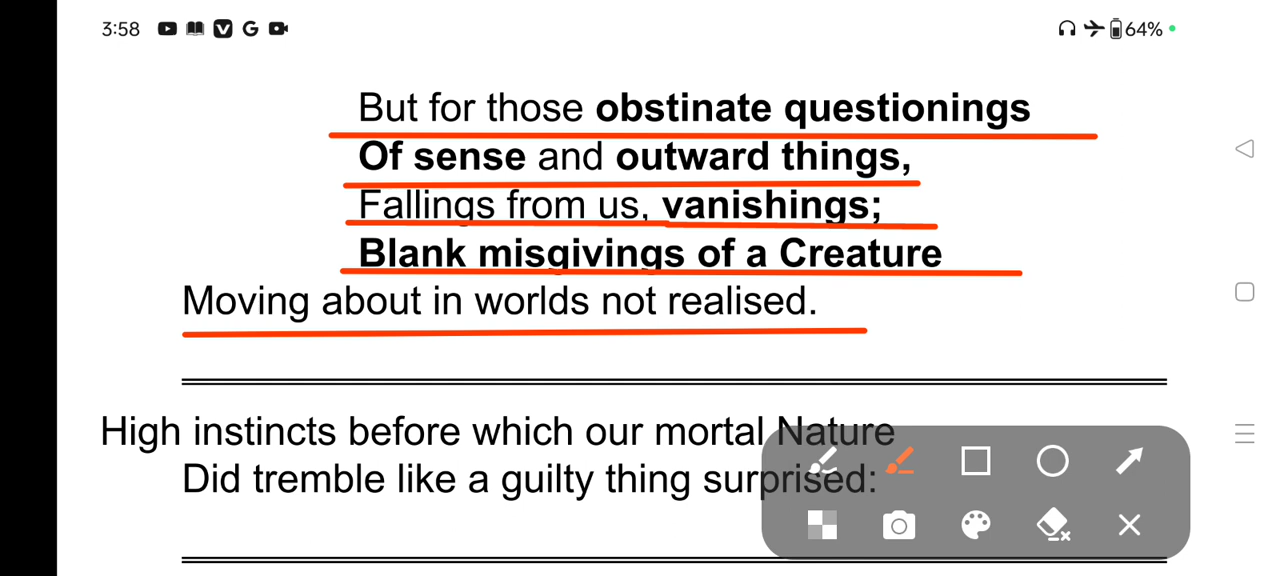 3:58
64%
But for those obstinate questionings
Of sense and outward things,
Fallings from us, vanishings;
Blank misgivings of a Creature
Moving about in worlds not realised.
High instincts before which our mortal Nature
Did tremble like a guilty thing surprised: